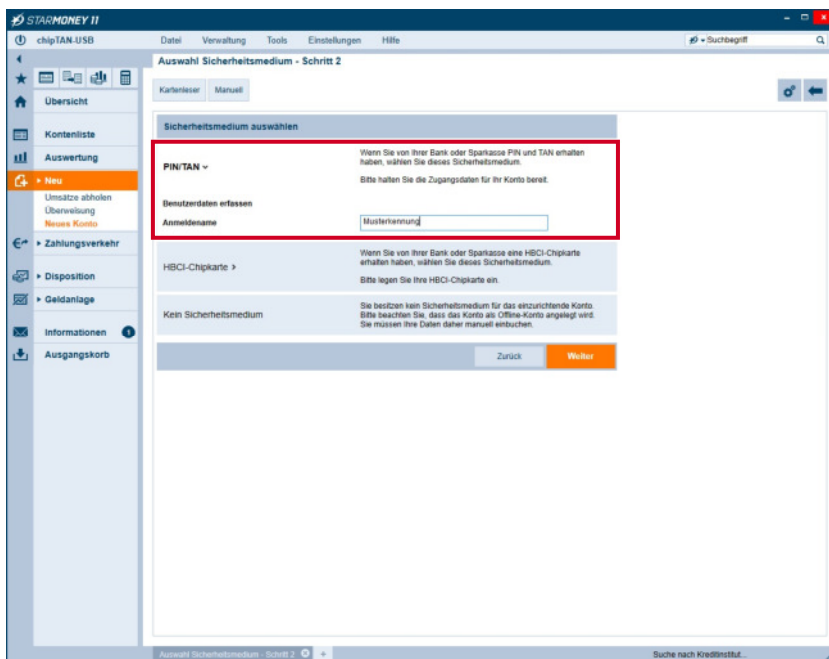 STARMONEY 11
chipTAN-USB
Datei Verwaltung Tools Einstellungen Hilfe
Suchbegriff
Auswahl Sicherheitsmedium - Schritt 2
Kartenleser Manuell
Übersicht
Kontenliste
Auswertung
Neu
Umsätze abholen
Überweisung
Neues Konto
Zahlungsverkehr
Disposition
Geldanlage
Informationen 1
Ausgangskorb
Sicherheitsmedium auswählen
PIN/TAN
Wenn Sie von Ihrer Bank oder Sparkasse PIN und TAN erhalten
haben, wählen Sie dieses Sicherheitsmedium.
Bitte halten Sie die Zugangsdaten für Ihr Konto bereit.
Benutzerdaten erfassen
Anmeldename Musterkennung
HBCI-Chipkarte >
Wenn Sie von Ihrer Bank oder Sparkasse eine HBCI-Chipkarte
erhalten haben, wählen Sie dieses Sicherheitsmedium.
Bitte legen Sie Ihre HBCI-Chipkarte ein.
Kein Sicherheitsmedium
Sie besitzen kein Sicherheitsmedium für das einzurichtende Konto.
Bitte beachten Sie, dass das Konto als Offline-Konto angelegt wird.
Sie müssen Ihre Daten daher manuell einbuchen.
Zurück Weiter
Auswahl Sicherheitsmedium - Schritt 2 +
Suche nach Kreditinstitut...